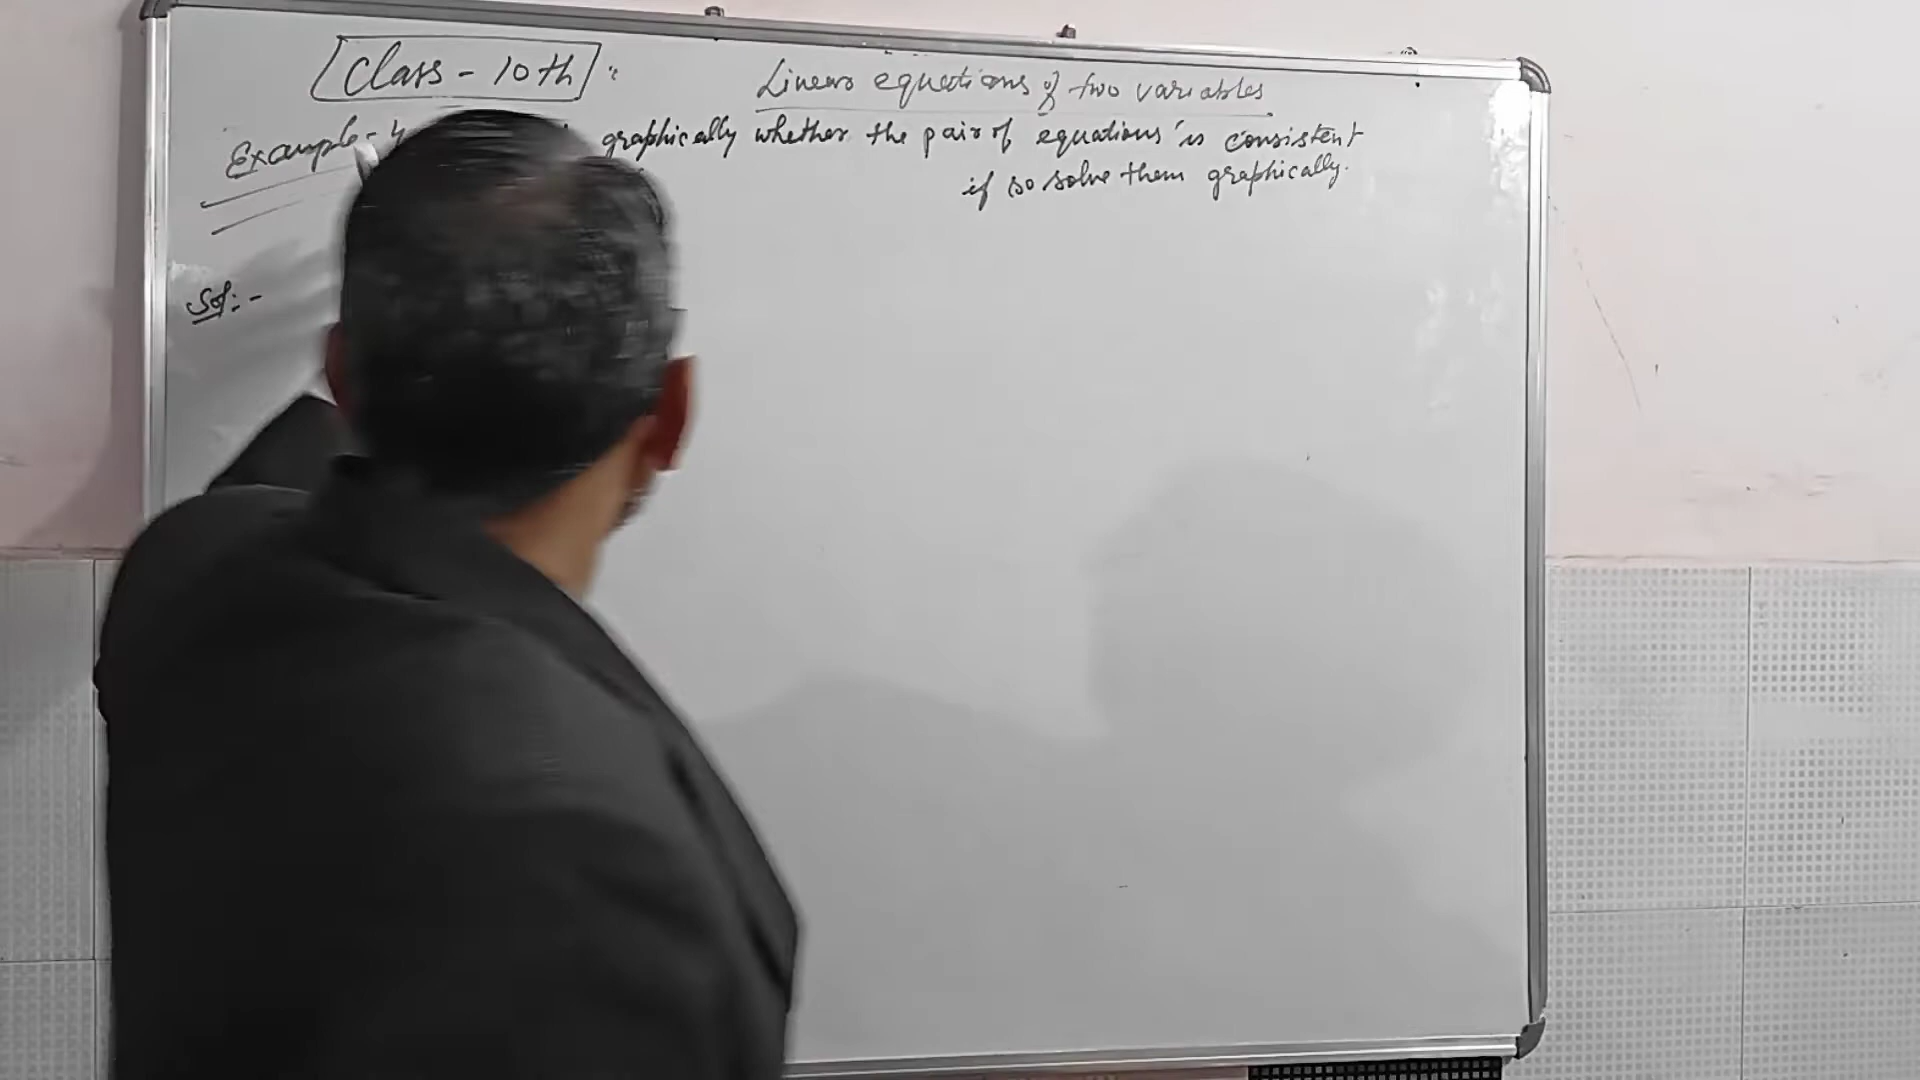 Class - 10th :
Linear equations of two variables
Example- 4 graphically whether the pair of equations is consistent
if so solve them graphically.
Sol:-